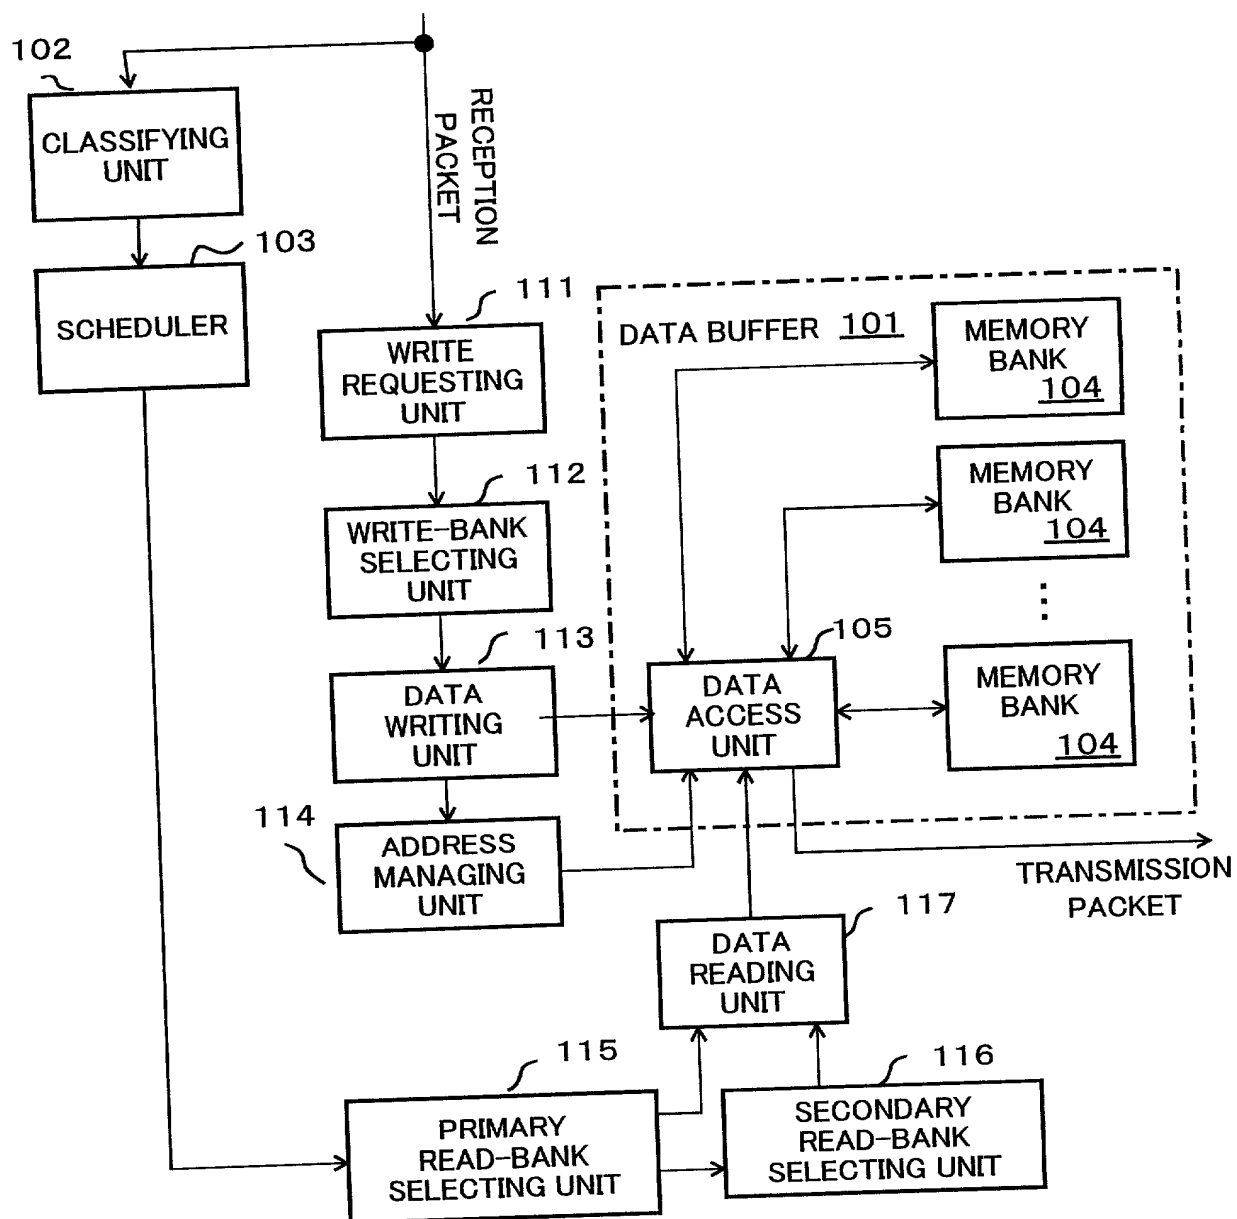 102
CLASSIFYING
UNIT
RECEPTION
PACKET
103
SCHEDULER
111
WRITE
REQUESTING
UNIT
DATA BUFFER 101
MEMORY
BANK
104
112
WRITE-BANK
SELECTING
UNIT
MEMORY
BANK
104
113
DATA
WRITING
UNIT
105
DATA
ACCESS
UNIT
MEMORY
BANK
104
114
ADDRESS
MANAGING
UNIT
TRANSMISSION
PACKET
117
DATA
READING
UNIT
115
PRIMARY
READ-BANK
SELECTING UNIT
116
SECONDARY
READ-BANK
SELECTING UNIT